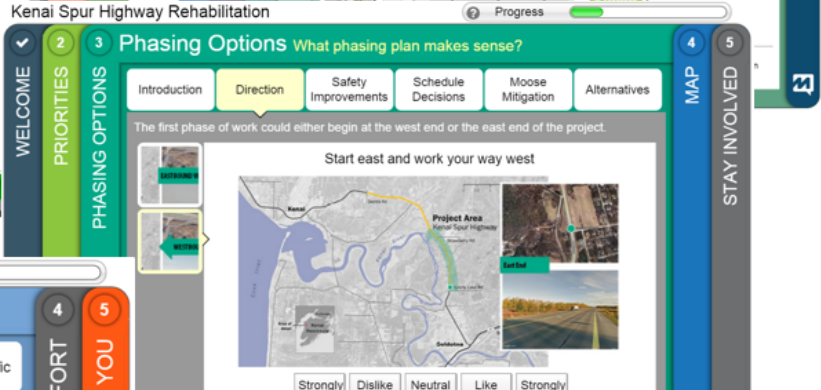 Kenai Spur Highway Rehabilitation
Progress
WELCOME
2
PRIORITIES
3
PHASING OPTIONS
Phasing Options What phasing plan makes sense?
Introduction
Direction
Safety
Improvements
Schedule
Decisions
Moose
Mitigation
Alternatives
The first phase of work could either begin at the west end or the east end of the project.
EASTBOUND
Start east and work your way west
Kenai
Project Area
Kenai Spur Highway
East End
Soldotna
Strongly
Dislike
Neutral
Like
Strongly
4
MAP
5
STAY INVOLVED
4
5
YOU